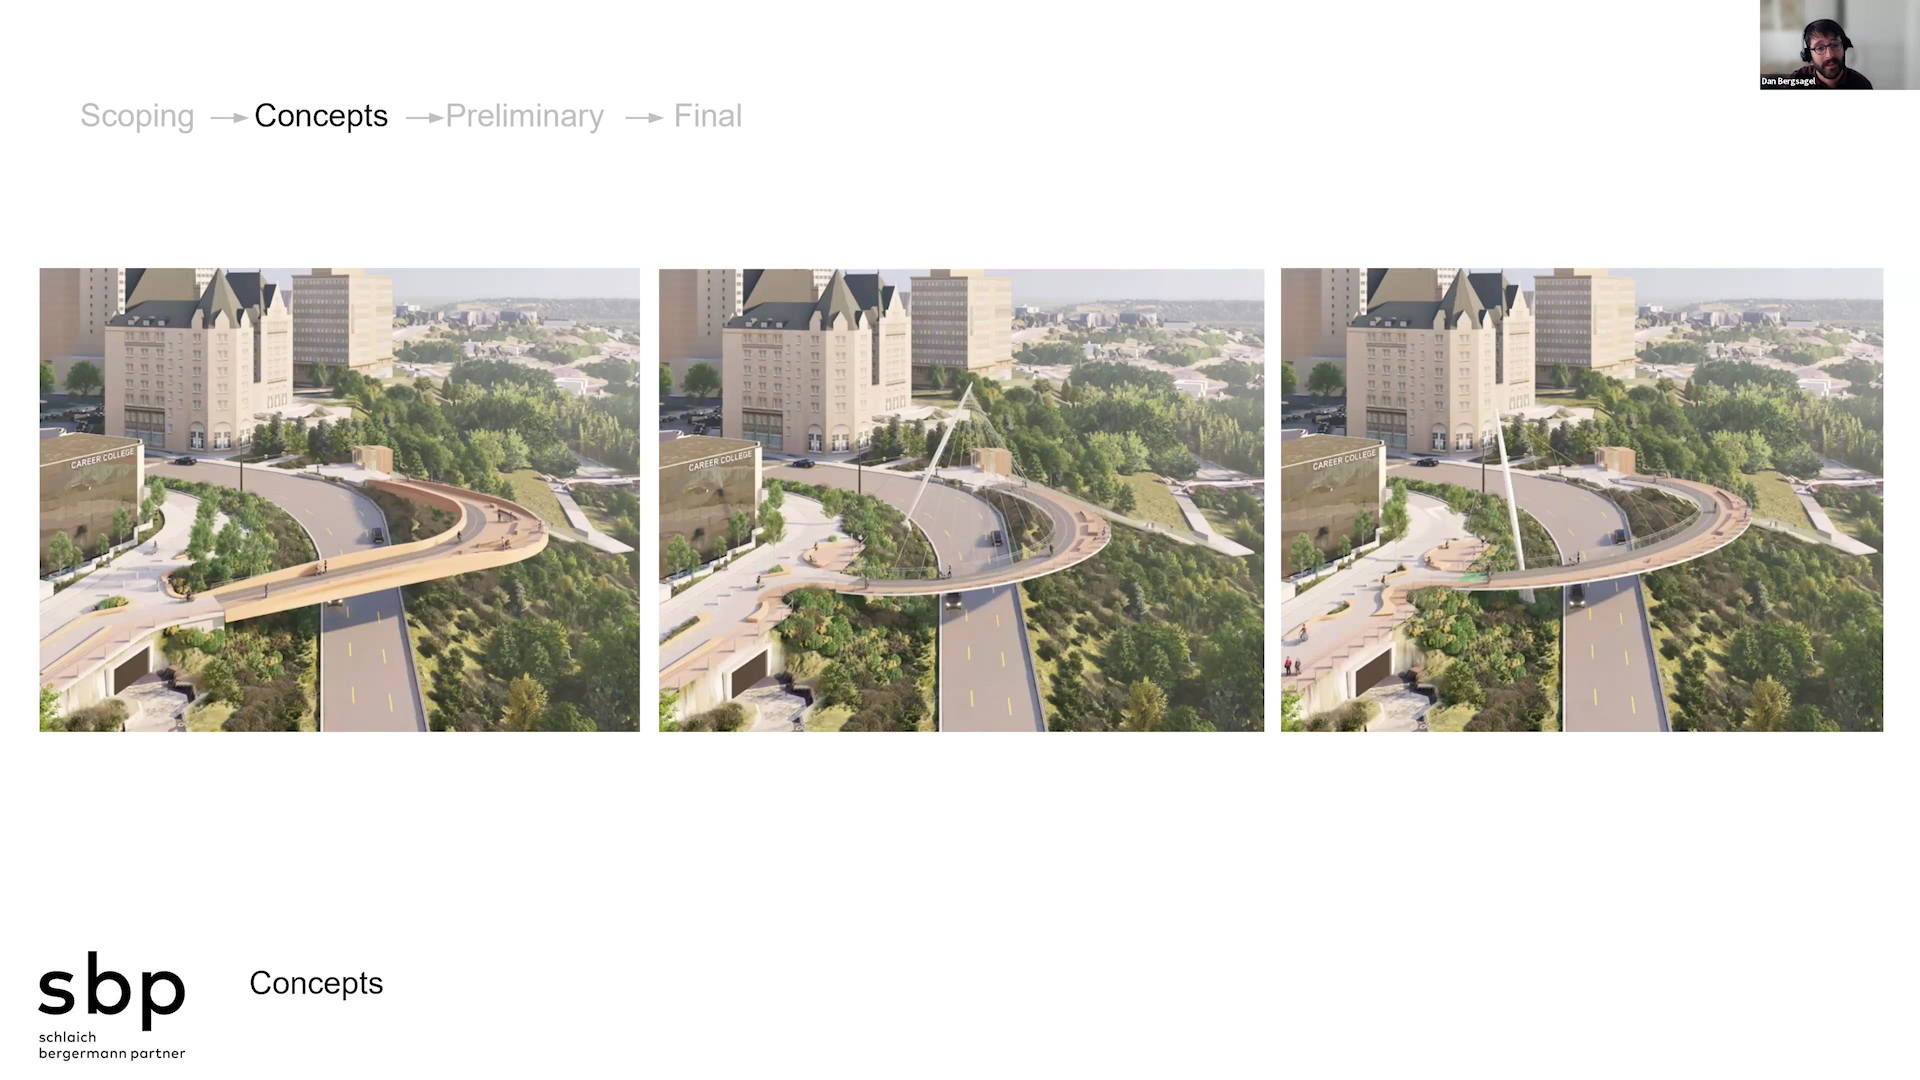 Dan Bergsagel
Scoping → Concepts → Preliminary → Final
CAREER COLLEGE
CAREER COLLEGE
CAREER COLLEGE
sbp
schlaich
bergermann partner
Concepts